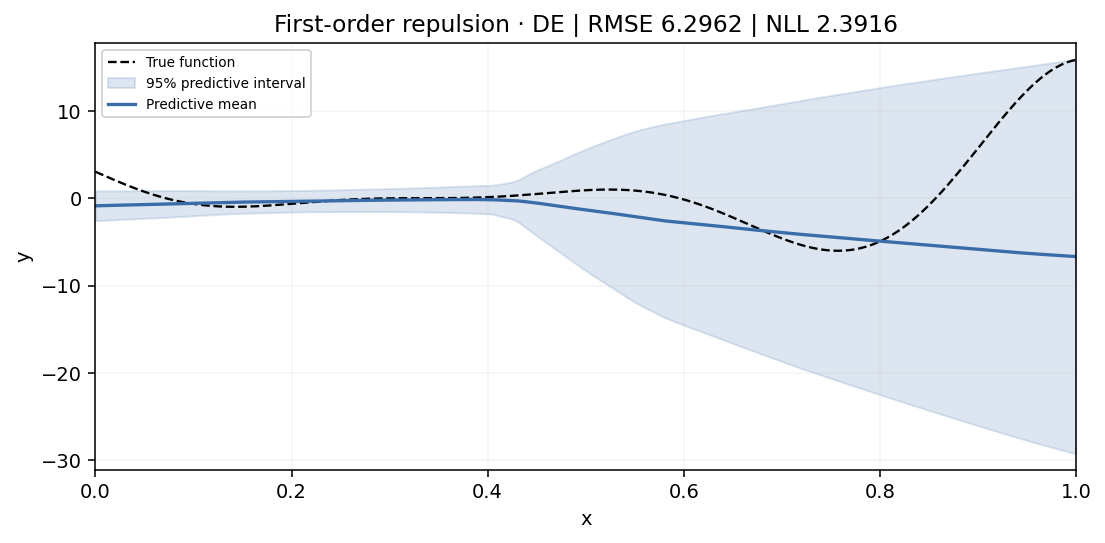 First-order repulsion · DE | RMSE 6.2962 | NLL 2.3916
True function
95% predictive interval
Predictive mean
y
10
0
−10
−20
−30
0.0 0.2 0.4 0.6 0.8 1.0
x